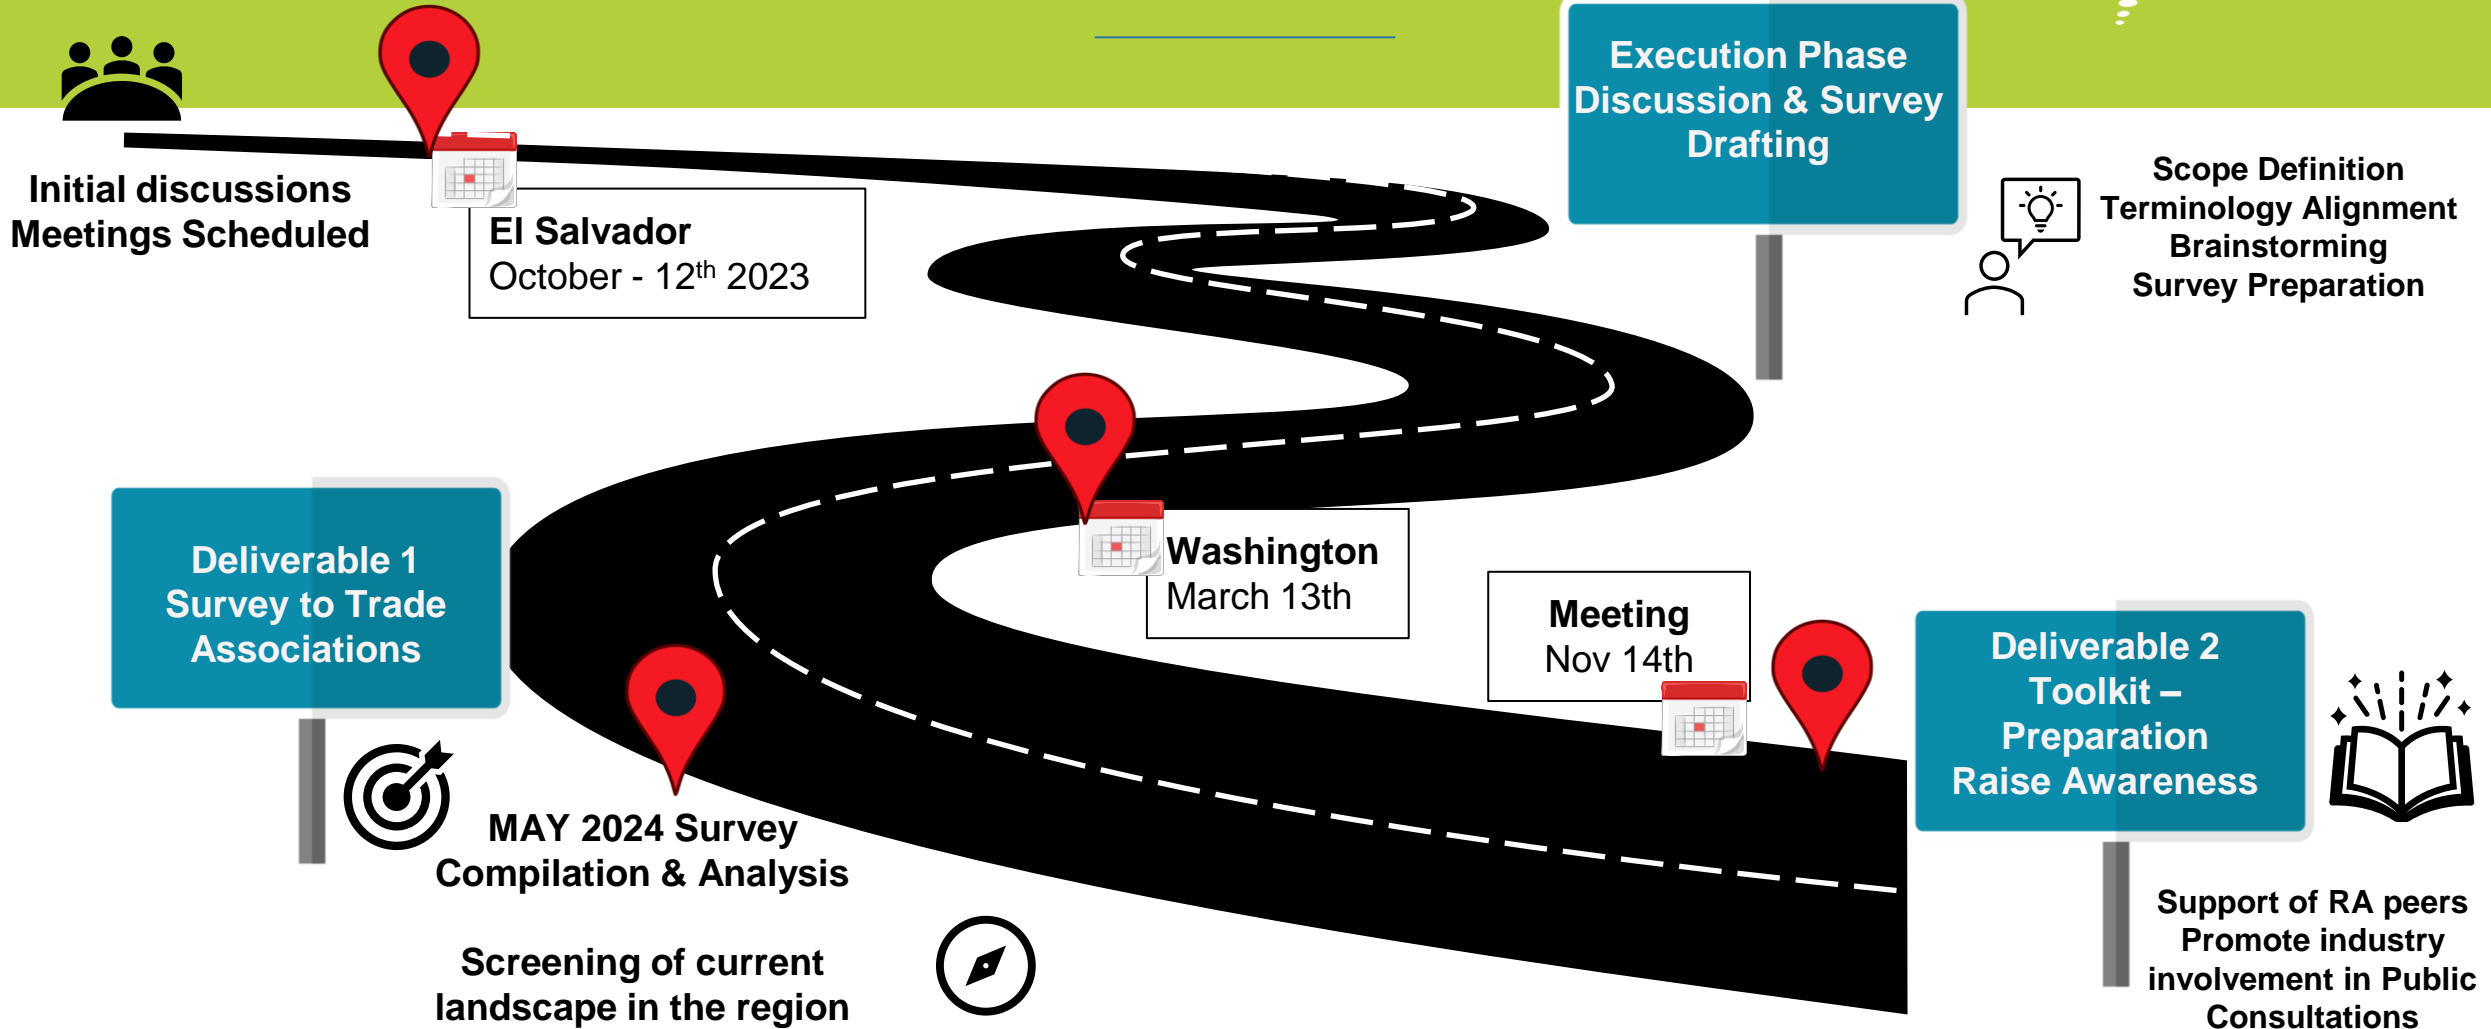 Initial discussions
Meetings Scheduled
El Salvador
October - 12th 2023
Execution Phase
Discussion & Survey
Drafting
Scope Definition
Terminology Alignment
Brainstorming
Survey Preparation
Washington
March 13th
Deliverable 1
Survey to Trade
Associations
MAY 2024 Survey
Compilation & Analysis
Screening of current
landscape in the region
Meeting
Nov 14th
Deliverable 2
Toolkit –
Preparation
Raise Awareness
Support of RA peers
Promote industry
involvement in Public
Consultations